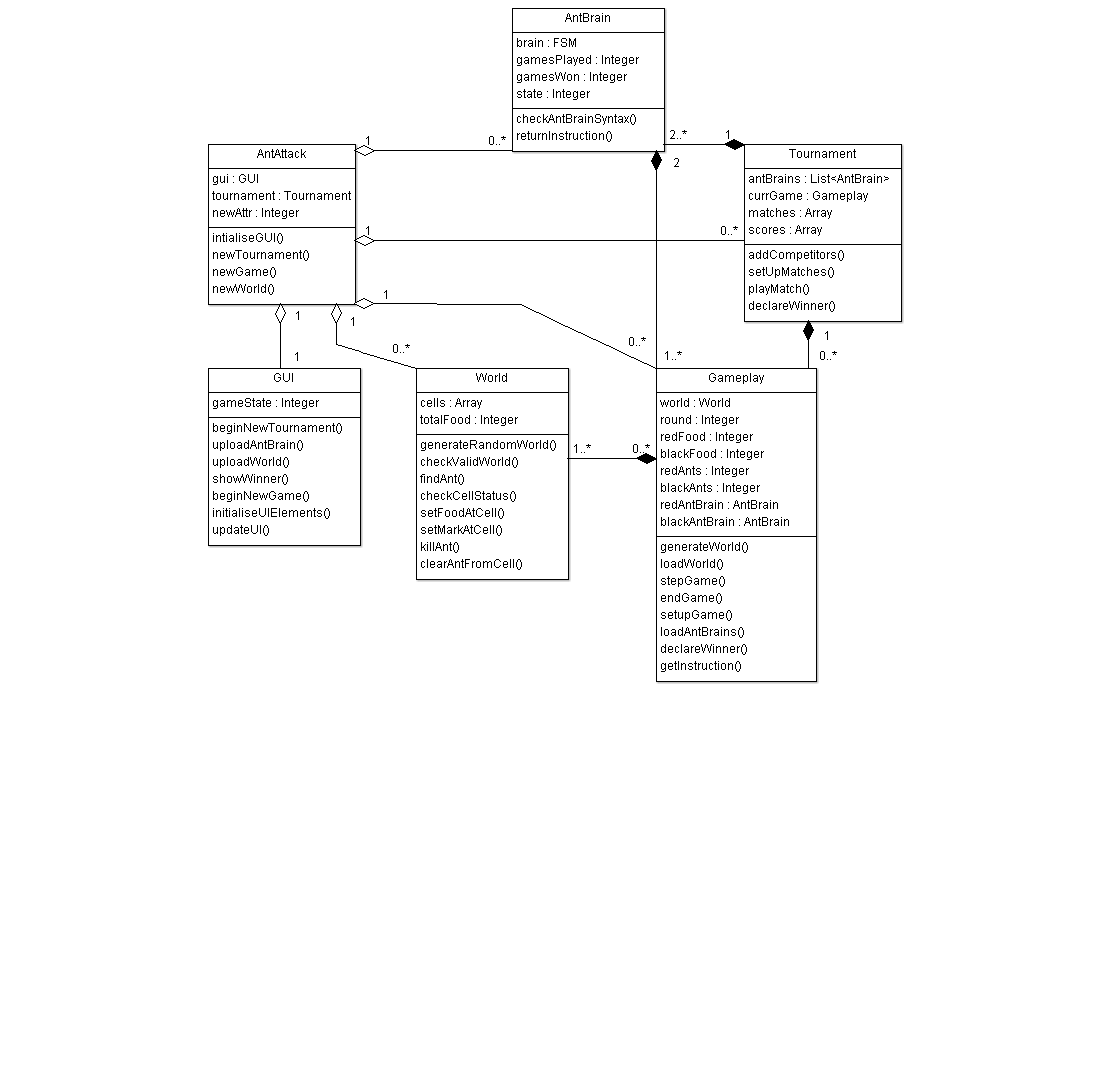 AntBrain
brain : FSM
gamesPlayed : Integer
gamesWon : Integer
state : Integer
checkAntBrainSyntax()
returnInstruction()
1
0..*
2..*
1
2
AntAttack
gui : GUI
tournament : Tournament
newAttr : Integer
intialiseGUI()
newTournament()
newGame()
newWorld()
Tournament
antBrains : List<AntBrain>
currGame : Gameplay
matches : Array
scores : Array
addCompetitors()
setUpMatches()
playMatch()
declareWinner()
1
0..*
1
0..*
1
1
1
0..*
1..*
1
0..*
GUI
gameState : Integer
beginNewTournament()
uploadAntBrain()
uploadWorld()
showWinner()
beginNewGame()
initialiseUIElements()
updateUI()
World
cells : Array
totalFood : Integer
generateRandomWorld()
checkValidWorld()
findAnt()
checkCellStatus()
setFoodAtCell()
setMarkAtCell()
killAnt()
clearAntFromCell()
1..*
0..*
Gameplay
world : World
round : Integer
redFood : Integer
blackFood : Integer
redAnts : Integer
blackAnts : Integer
redAntBrain : AntBrain
blackAntBrain : AntBrain
generateWorld()
loadWorld()
stepGame()
endGame()
setupGame()
loadAntBrains()
declareWinner()
getInstruction()